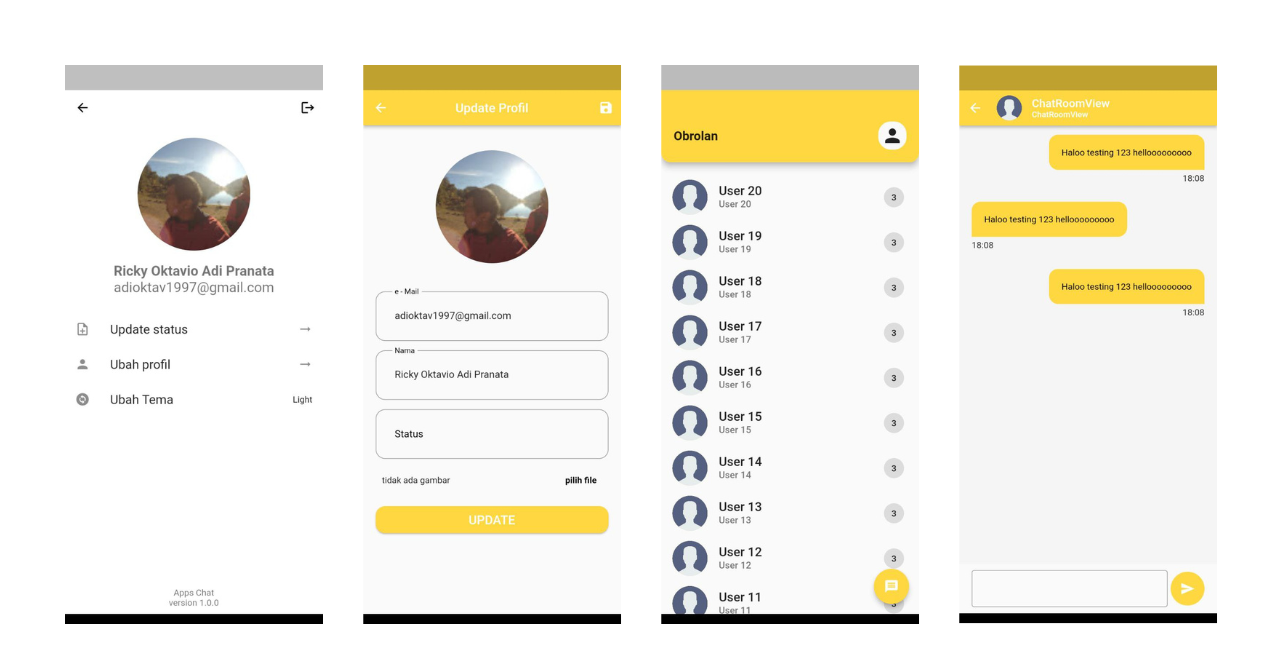 Ricky Oktavio Adi Pranata
adioktav1997@gmail.com
Update status
Ubah profil
Ubah Tema
Light
Apps Chat
version 1.0.0
Update Profil
e - Mail
adioktav1997@gmail.com
Nama
Ricky Oktavio Adi Pranata
Status
tidak ada gambar
pilih file
UPDATE
Obrolan
User 20
User 20
3
User 19
User 19
3
User 18
User 18
3
User 17
User 17
3
User 16
User 16
3
User 15
User 15
3
User 14
User 14
3
User 13
User 13
3
User 12
User 12
3
User 11
User 11
3
ChatRoomView
ChatRoomView
Haloo testing 123 hellooooooooo
18:08
Haloo testing 123 hellooooooooo
18:08
Haloo testing 123 hellooooooooo
18:08